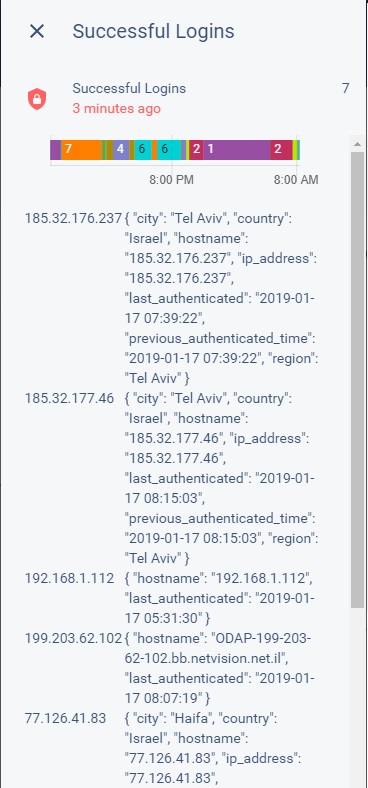 Successful Logins
Successful Logins 7
3 minutes ago
7 4 6 6 2 1 2
8:00 PM 8:00 AM
185.32.176.237 { "city": "Tel Aviv", "country":
"Israel", "hostname":
"185.32.176.237", "ip_address":
"185.32.176.237",
"last_authenticated": "2019-01-
17 07:39:22",
"previous_authenticated_time":
"2019-01-17 07:39:22", "region":
"Tel Aviv" }
185.32.177.46 { "city": "Tel Aviv", "country":
"Israel", "hostname":
"185.32.177.46", "ip_address":
"185.32.177.46",
"last_authenticated": "2019-01-
17 08:15:03",
"previous_authenticated_time":
"2019-01-17 08:15:03", "region":
"Tel Aviv" }
192.168.1.112 { "hostname": "192.168.1.112",
"last_authenticated": "2019-01-
17 05:31:30" }
199.203.62.102 { "hostname": "ODAP-199-203-
62-102.bb.netvision.net.il",
"last_authenticated": "2019-01-
17 08:07:19" }
77.126.41.83 { "city": "Haifa", "country":
"Israel", "hostname":
"77.126.41.83", "ip_address":
"77.126.41.83",